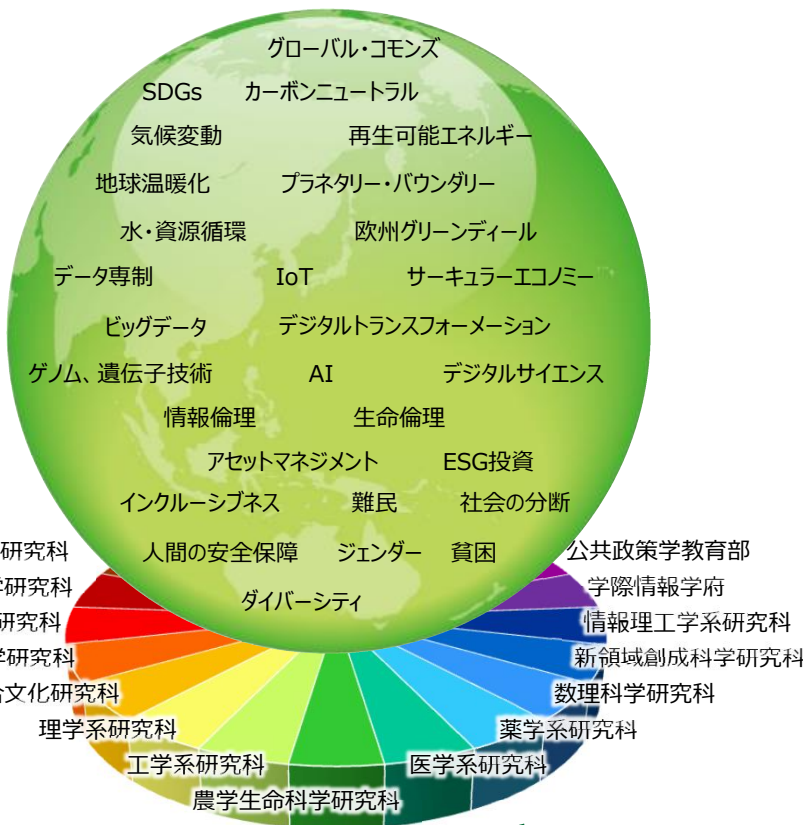 グローバル・コモンズ
SDGs カーボンニュートラル
気候変動 再生可能エネルギー
地球温暖化 プラネタリー・バウンダリー
水・資源循環 欧州グリーンディール
データ専制 IoT サーキュラーエコノミー
ビッグデータ デジタルトランスフォーメーション
ゲノム、遺伝子技術 AI デジタルサイエンス
情報倫理 生命倫理
アセットマネジメント ESG投資
インクルーシブネス 難民 社会の分断
研究科 人間の安全保障 ジェンダー 貧困 公共政策学教育部
学研究科 ダイバーシティ 学際情報学府
研究科 情報理工学系研究科
学研究科 新領域創成科学研究科
合文化研究科 数理科学研究科
理学系研究科 薬学系研究科
工学系研究科 医学系研究科
農学生命科学研究科